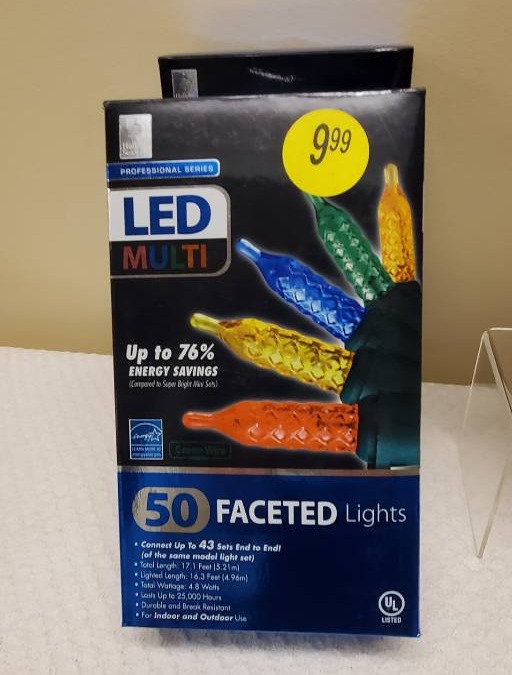 9.99
PROFESSIONAL SERIES
LED
MULTI
Up to 76%
ENERGY SAVINGS
(Compared to Super Bright Mini Sets)
Green Wire
50 FACETED Lights
• Connect Up To 43 Sets End to End!
(of the same model light set)
• Total Length: 17.1 Feet (5.21m)
• Lighted Length: 16.3 Feet (4.96m)
• Total Wattage: 4.8 Watts
• Lasts Up to 25,000 Hours
• Durable and Break Resistant
• For Indoor and Outdoor Use
UL
LISTED